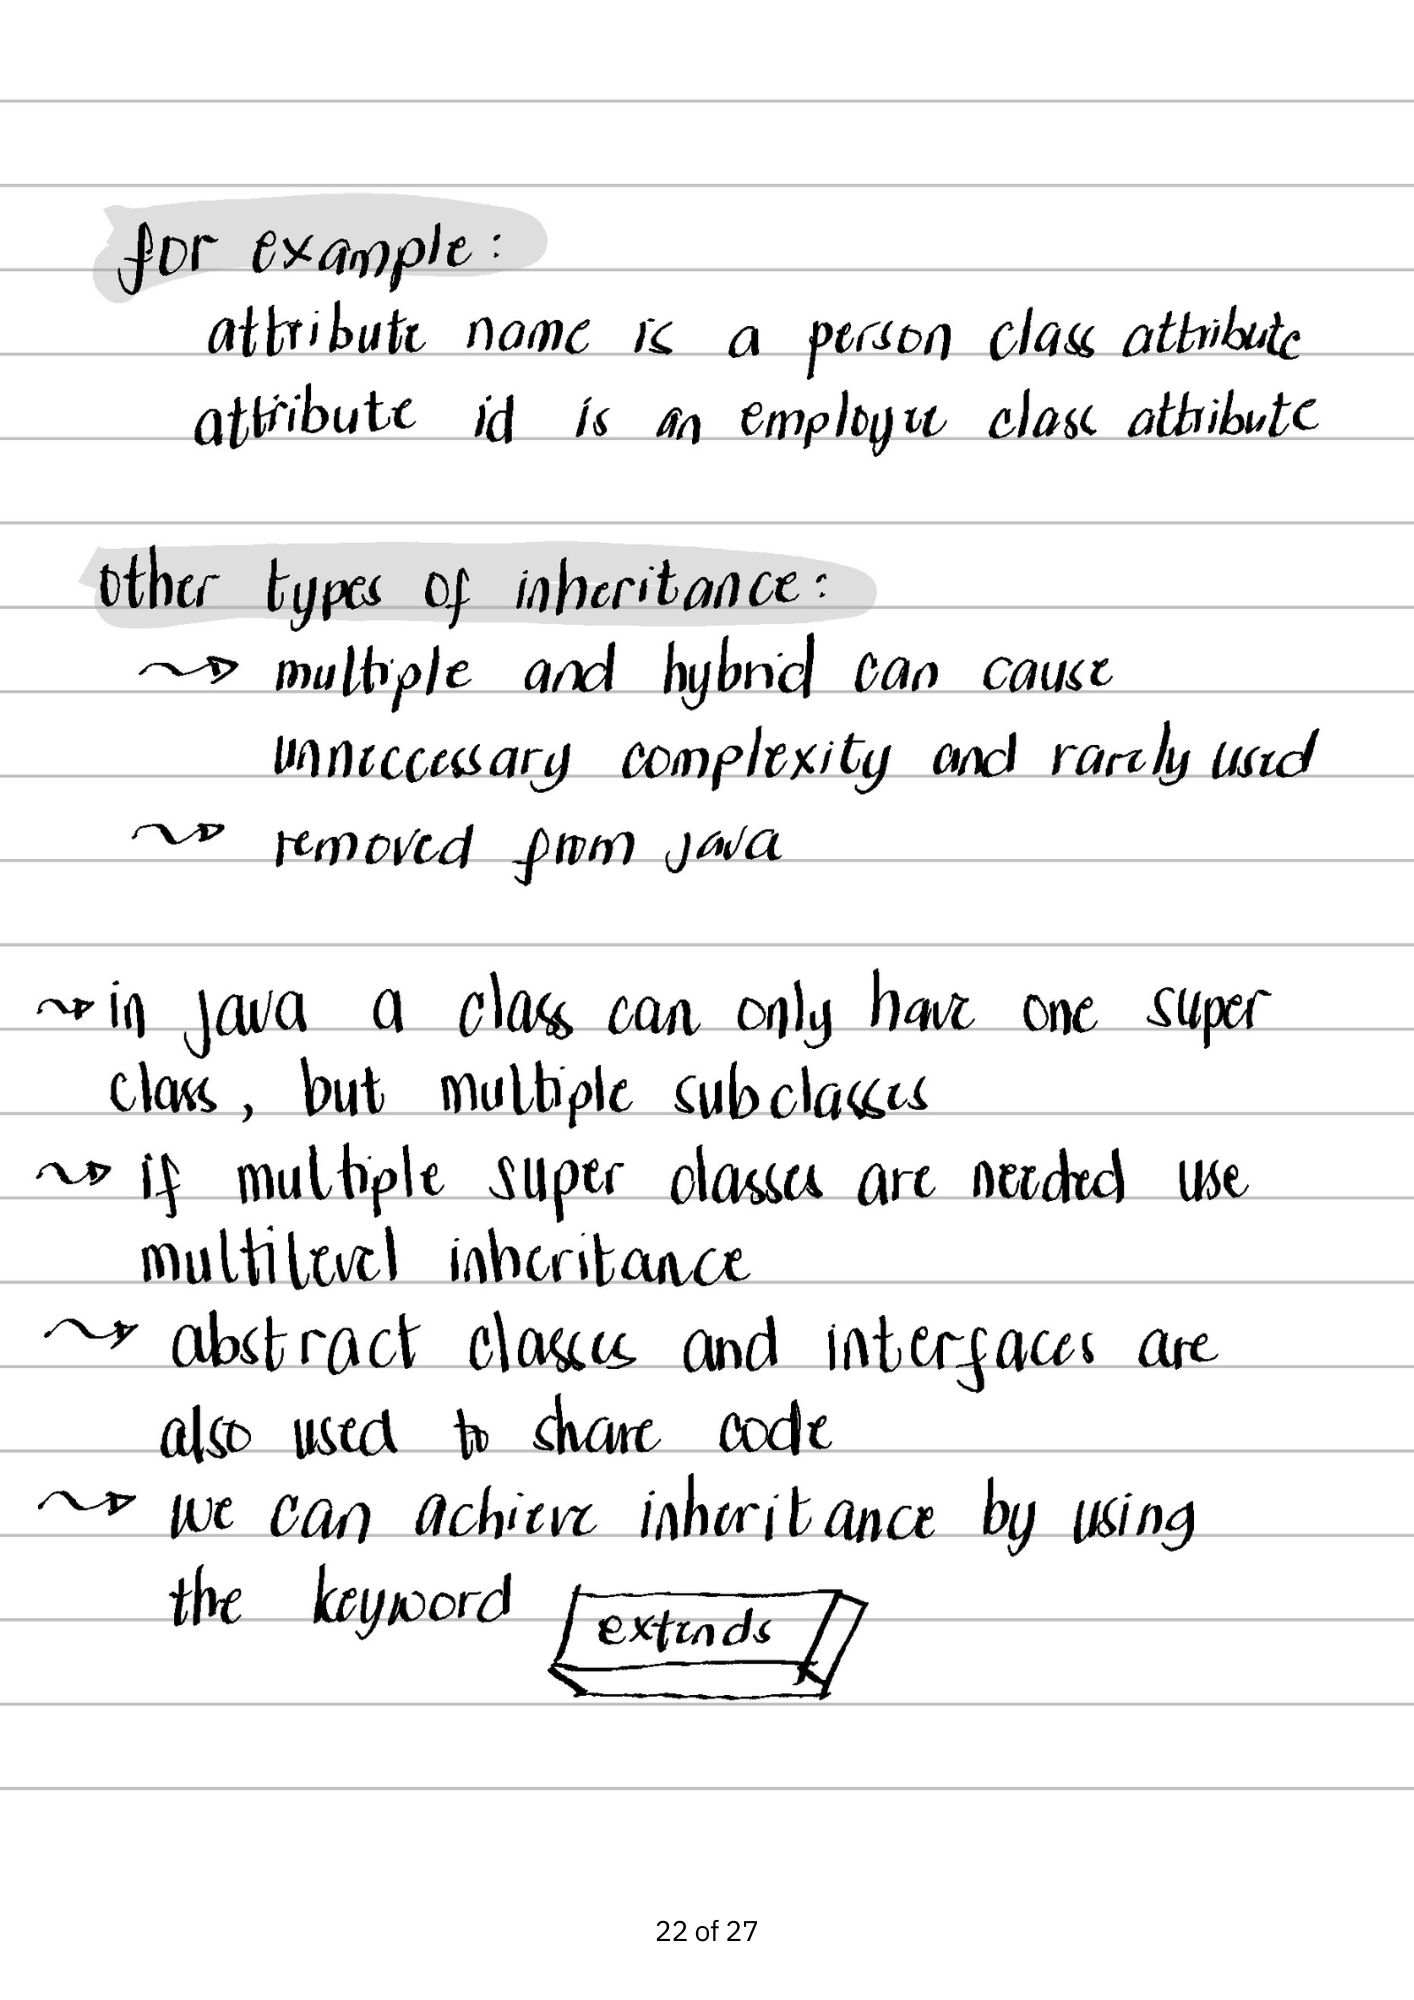 for example:
attribute name is a person class attribute
attribute id is an employee class attribute
other types of inheritance:
multiple and hybrid can cause
unneccessary complexity and rarely used
removed from java
in java a class can only have one super
class, but multiple subclasses
if multiple super classes are needed use
multilevel inheritance
abstract classes and interfaces are
also used to share code
we can achieve inheritance by using
the keyword extends
22 of 27